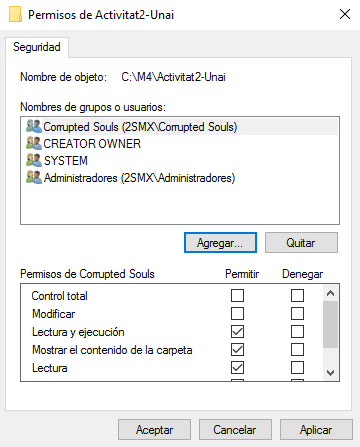 Permisos de Activitat2-Unai
Seguridad
Nombre de objeto: C:\M4\Activitat2-Unai
Nombres de grupos o usuarios:
Corrupted Souls (2SMX\Corrupted Souls)
CREATOR OWNER
SYSTEM
Administradores (2SMX\Administradores)
Agregar... Quitar
Permisos de Corrupted Souls Permitir Denegar
Control total
Modificar
Lectura y ejecución
Mostrar el contenido de la carpeta
Lectura
Aceptar Cancelar Aplicar